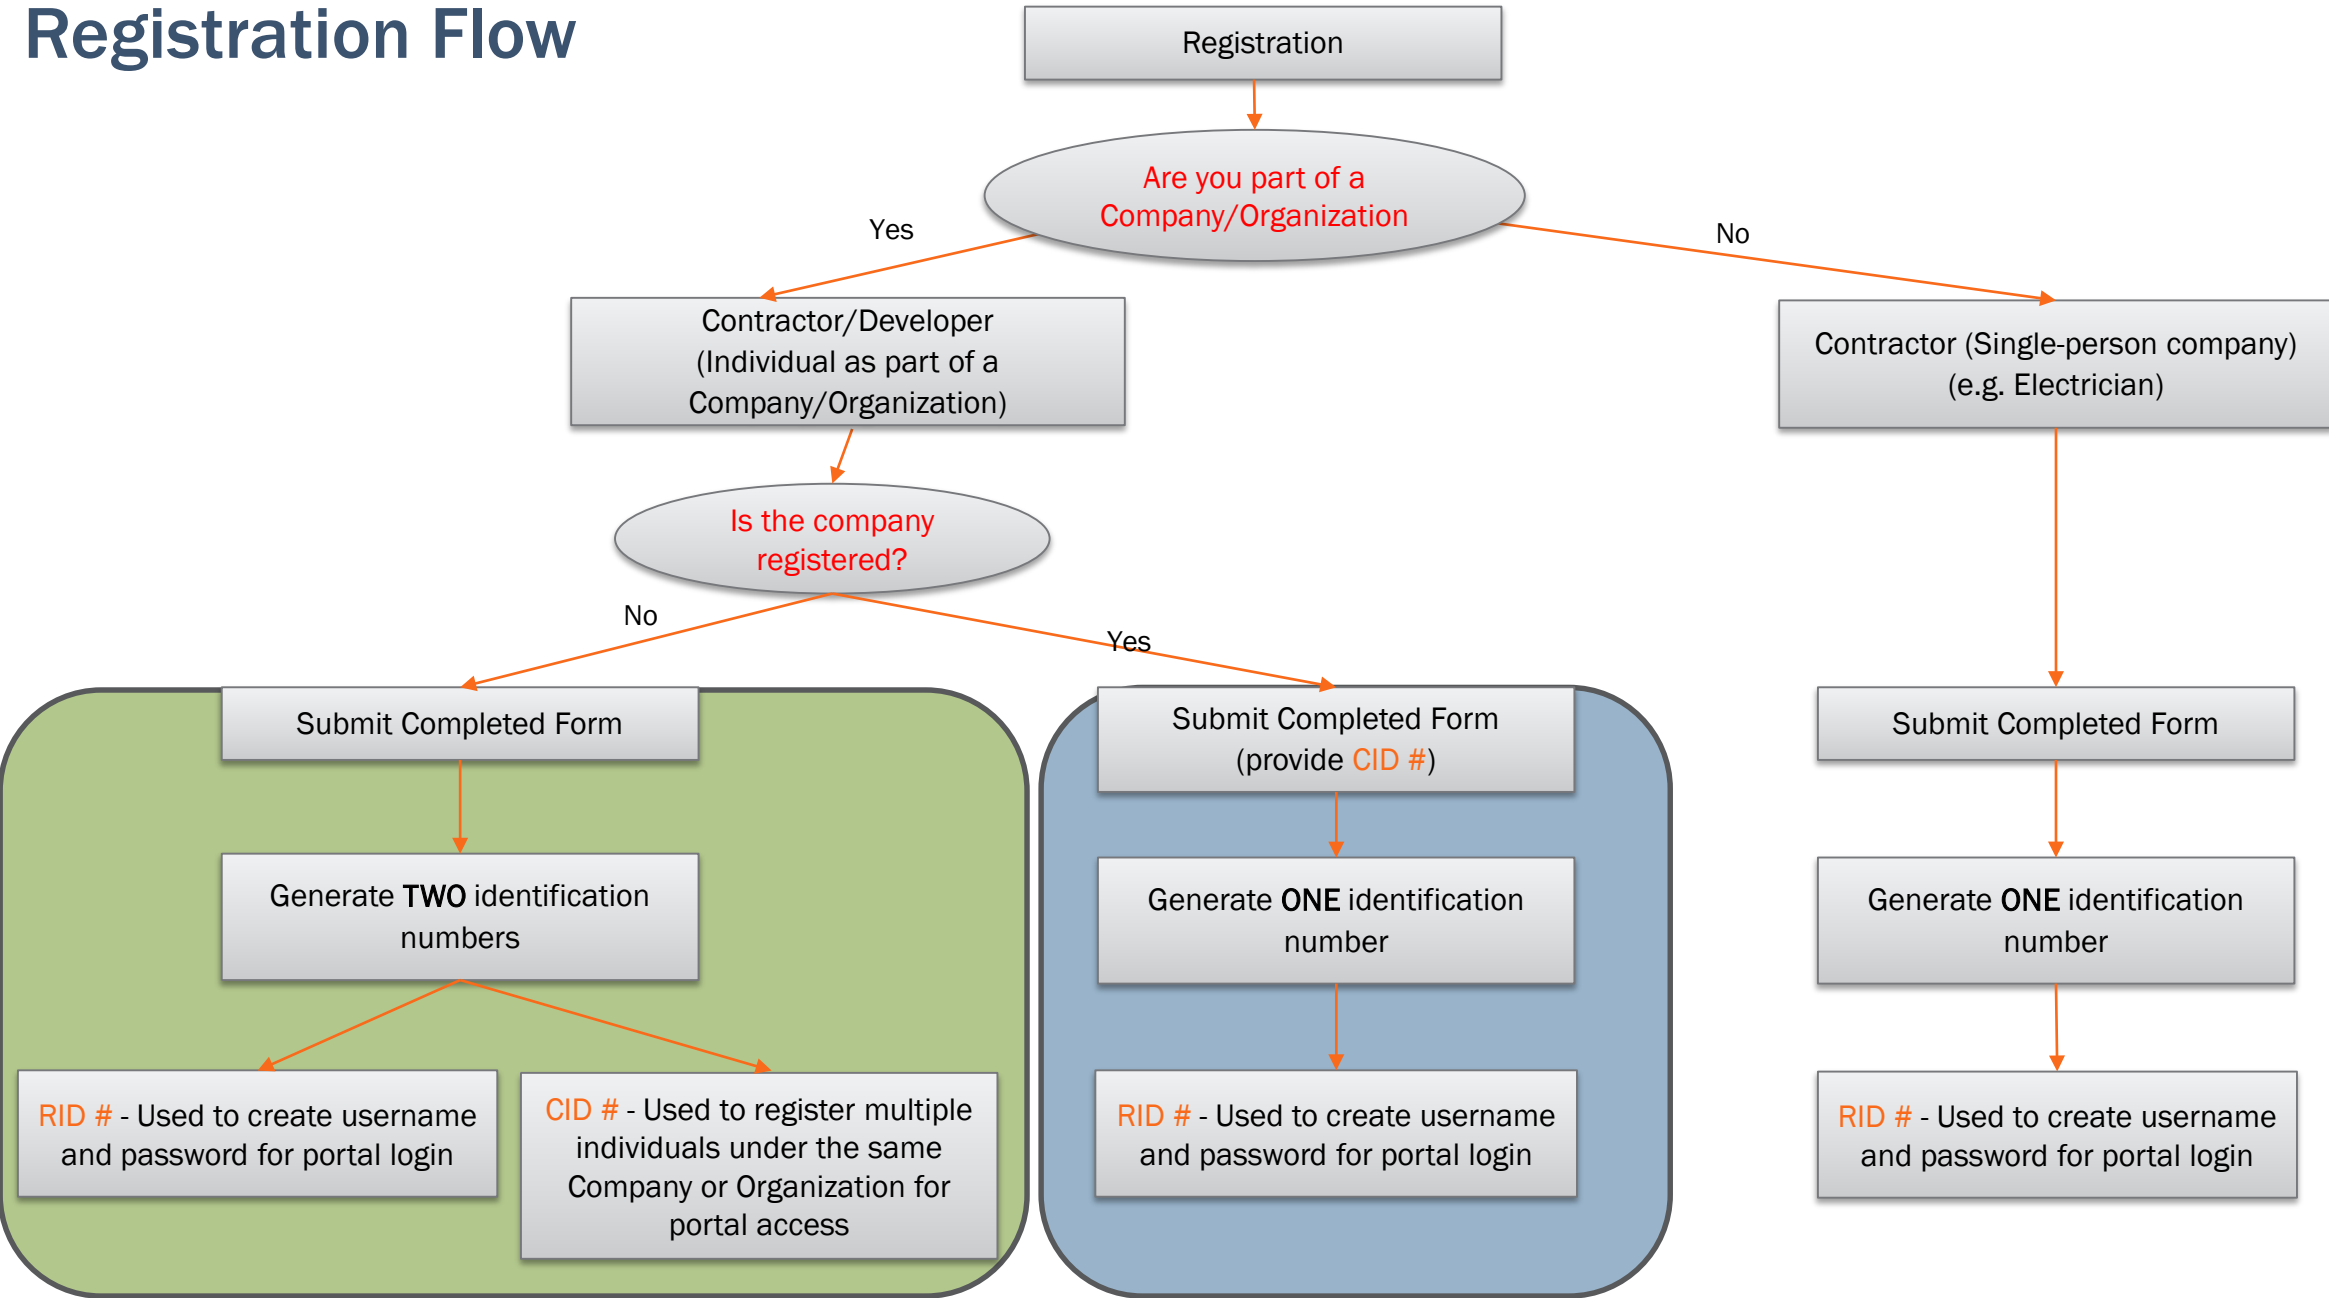 Registration Flow
Registration
Are you part of a
Company/Organization
Yes
No
Contractor/Developer
(Individual as part of a
Company/Organization)
Contractor (Single-person company)
(e.g. Electrician)
Is the company
registered?
No
Yes
Submit Completed Form
Generate TWO identification
numbers
RID # - Used to create username
and password for portal login
CID # - Used to register multiple
individuals under the same
Company or Organization for
portal access
Submit Completed Form
(provide CID #)
Generate ONE identification
number
RID # - Used to create username
and password for portal login
Submit Completed Form
Generate ONE identification
number
RID # - Used to create username
and password for portal login